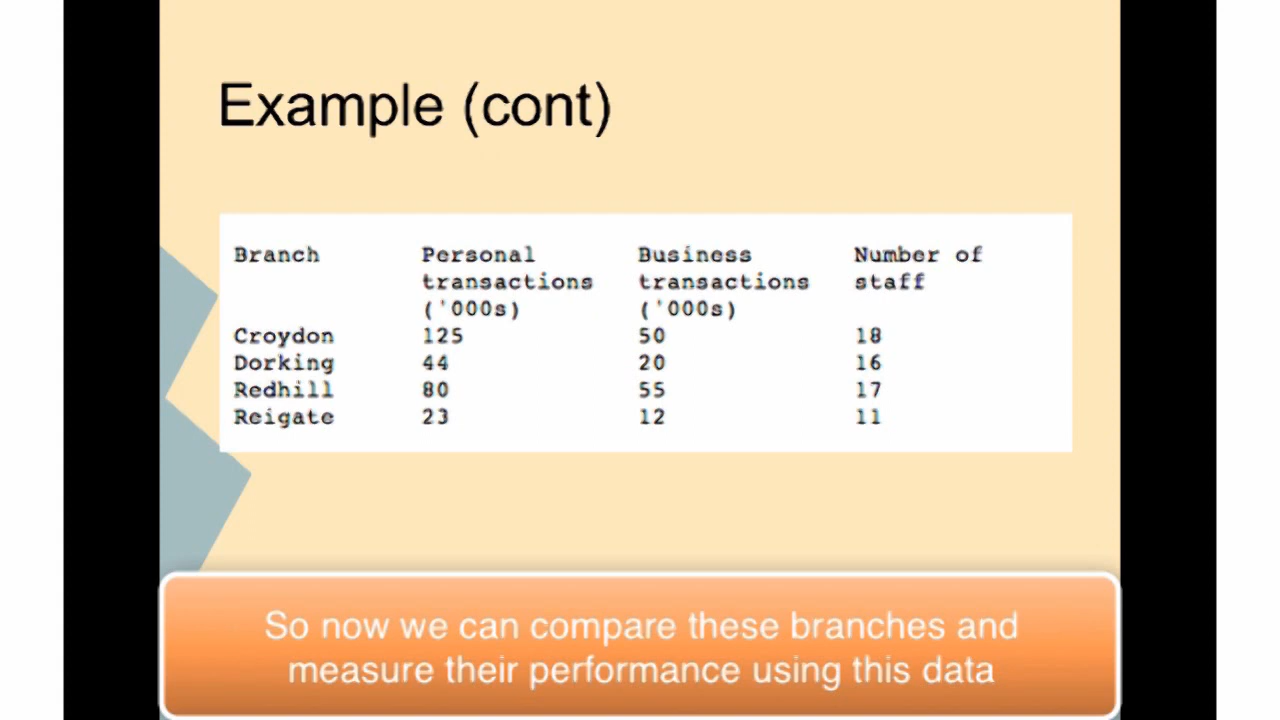 Example (cont)
Branch Personal Business Number of
transactions transactions staff
('000s) ('000s)
Croydon 125 50 18
Dorking 44 20 16
Redhill 80 55 17
Reigate 23 12 11
So now we can compare these branches and
measure their performance using this data